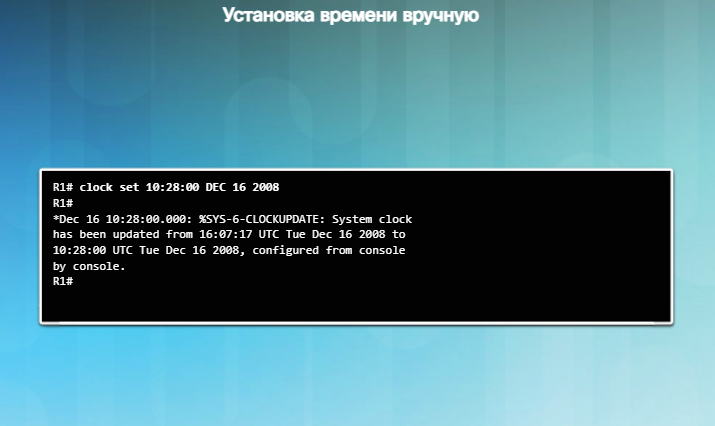 Установка времени вручную
R1# clock set 10:28:00 DEC 16 2008
R1#
*Dec 16 10:28:00.000: %SYS-6-CLOCKUPDATE: System clock
has been updated from 16:07:17 UTC Tue Dec 16 2008 to
10:28:00 UTC Tue Dec 16 2008, configured from console
by console.
R1#